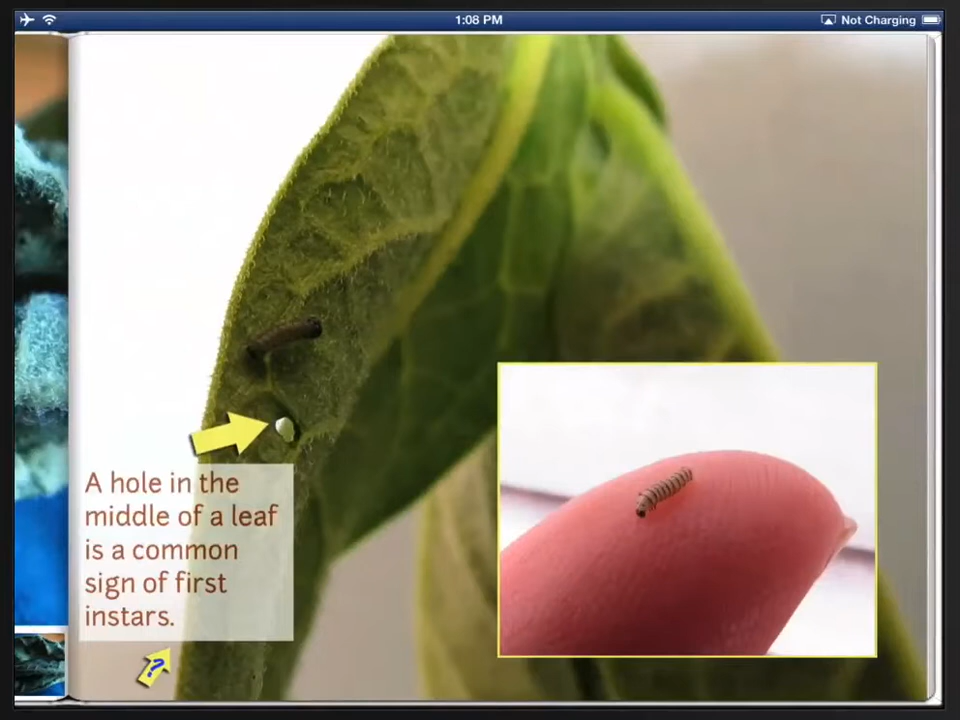 1:08 PM
Not Charging
A hole in the
middle of a leaf
is a common
sign of first
instars.
?